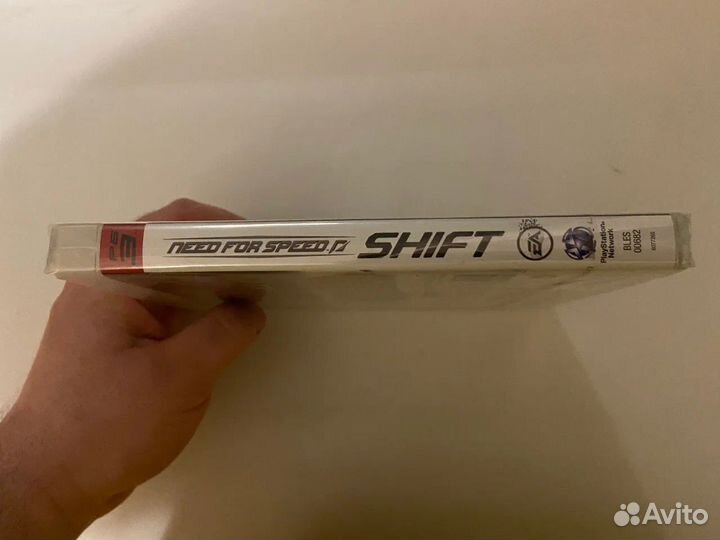 PS3
NEED FOR SPEED
SHIFT
EA
PlayStation
Network
BLES
00682
Avito